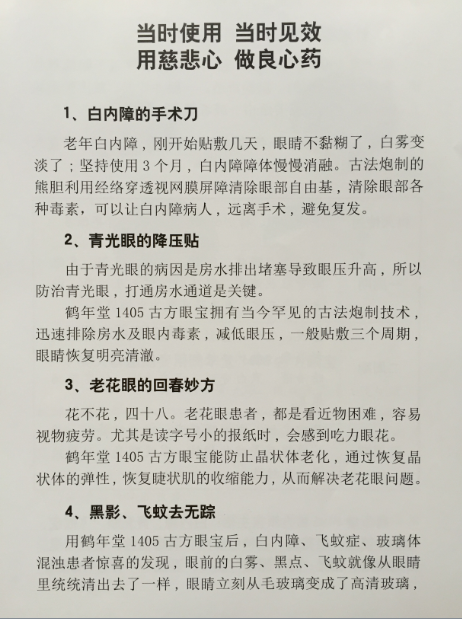 当时使用 当时见效
用慈悲心 做良心药
1、白内障的手术刀
老年白内障，刚开始贴敷几天，眼睛不黏糊了，白雾变
淡了；坚持使用 3 个月，白内障障体慢慢消融。古法炮制的
熊胆利用经络穿透视网膜屏障清除眼部自由基，清除眼部各
种毒素，可以让白内障病人，远离手术，避免复发。
2、青光眼的降压贴
由于青光眼的病因是房水排出堵塞导致眼压升高，所以
防治青光眼，打通房水通道是关键。
鹤年堂 1405 古方眼宝拥有当今罕见的古法炮制技术，
迅速排除房水及眼内毒素，减低眼压，一般贴敷三个周期，
眼睛恢复明亮清澈。
3、老花眼的回春妙方
花不花，四十八。老花眼患者，都是看近物困难，容易
视物疲劳。尤其是读字号小的报纸时，会感到吃力眼花。
鹤年堂 1405 古方眼宝能防止晶状体老化，通过恢复晶
状体的弹性，恢复睫状肌的收缩能力，从而解决老花眼问题。
4、黑影、飞蚊去无踪
用鹤年堂 1405 古方眼宝后，白内障、飞蚊症、玻璃体
混浊患者惊喜的发现，眼前的白雾、黑点、飞蚊就像从眼睛
里统统清出去了一样，眼睛立刻从毛玻璃变成了高清玻璃，